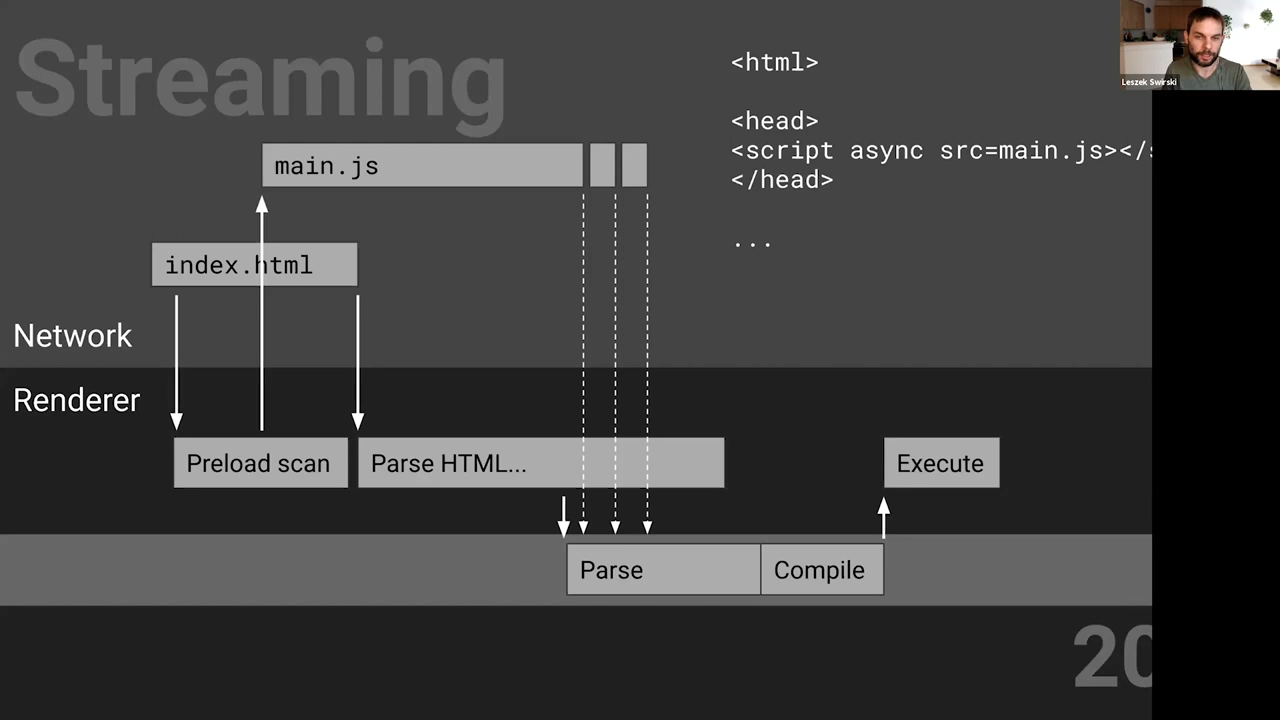 Streaming
<html>
<head>
<script async src=main.js></
</head>
...
main.js
index.html
Network
Renderer
Preload scan
Parse HTML...
Execute
Parse
Compile
20
Leszek Swirski